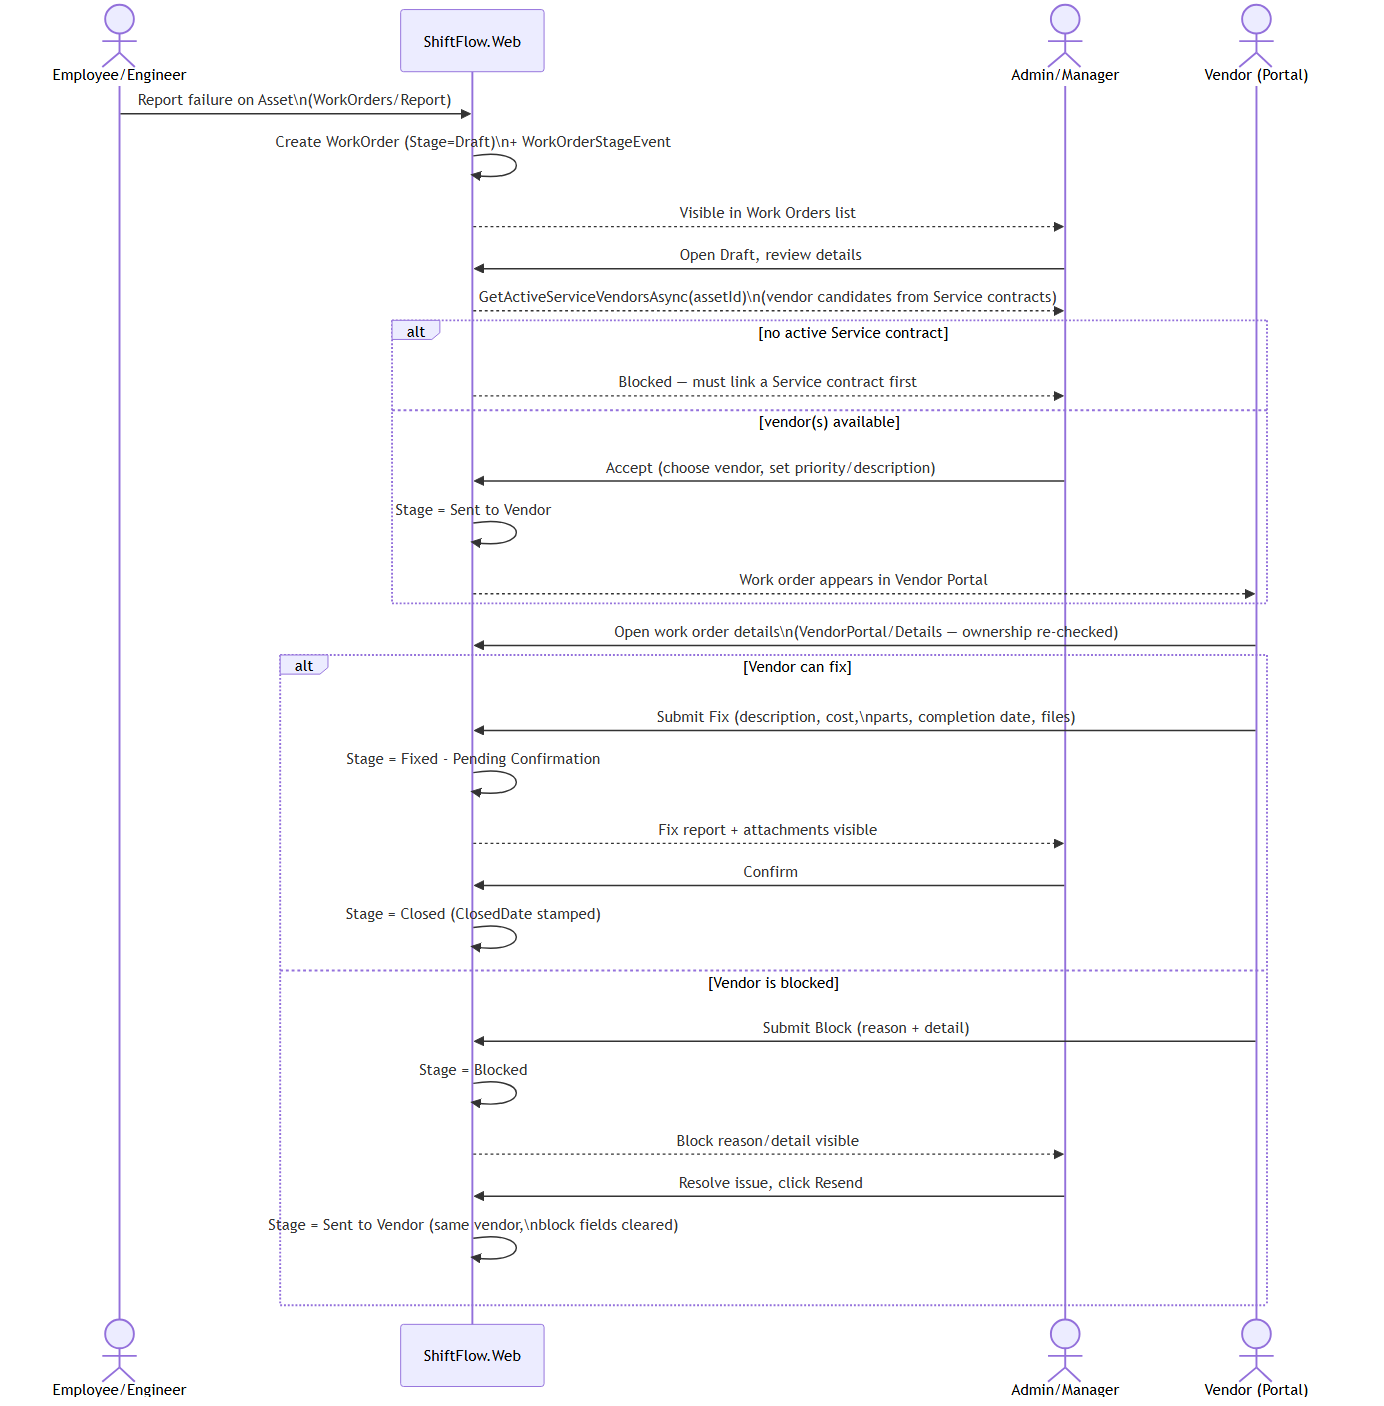 Employee/Engineer
ShiftFlow.Web
Admin/Manager
Vendor (Portal)
Report failure on Asset\n(WorkOrders/Report)
Create WorkOrder (Stage=Draft)\n+ WorkOrderStageEvent
Visible in Work Orders list
Open Draft, review details
GetActiveServiceVendorsAsync(assetId)\n(vendor candidates from Service contracts)
alt
[no active Service contract]
Blocked — must link a Service contract first
[vendor(s) available]
Accept (choose vendor, set priority/description)
Stage = Sent to Vendor
Work order appears in Vendor Portal
Open work order details\n(VendorPortal/Details — ownership re-checked)
alt
[Vendor can fix]
Submit Fix (description, cost,\nparts, completion date, files)
Stage = Fixed - Pending Confirmation
Fix report + attachments visible
Confirm
Stage = Closed (ClosedDate stamped)
[Vendor is blocked]
Submit Block (reason + detail)
Stage = Blocked
Block reason/detail visible
Resolve issue, click Resend
Stage = Sent to Vendor (same vendor,\nblock fields cleared)
Employee/Engineer
ShiftFlow.Web
Admin/Manager
Vendor (Portal)